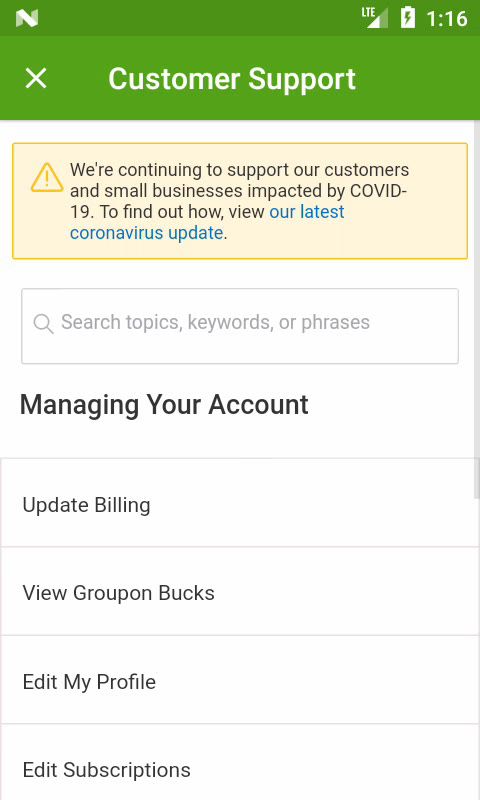 LTE 1:16
Customer Support
We're continuing to support our customers
and small businesses impacted by COVID-
19. To find out how, view our latest
coronavirus update.
Search topics, keywords, or phrases
Managing Your Account
Update Billing
View Groupon Bucks
Edit My Profile
Edit Subscriptions